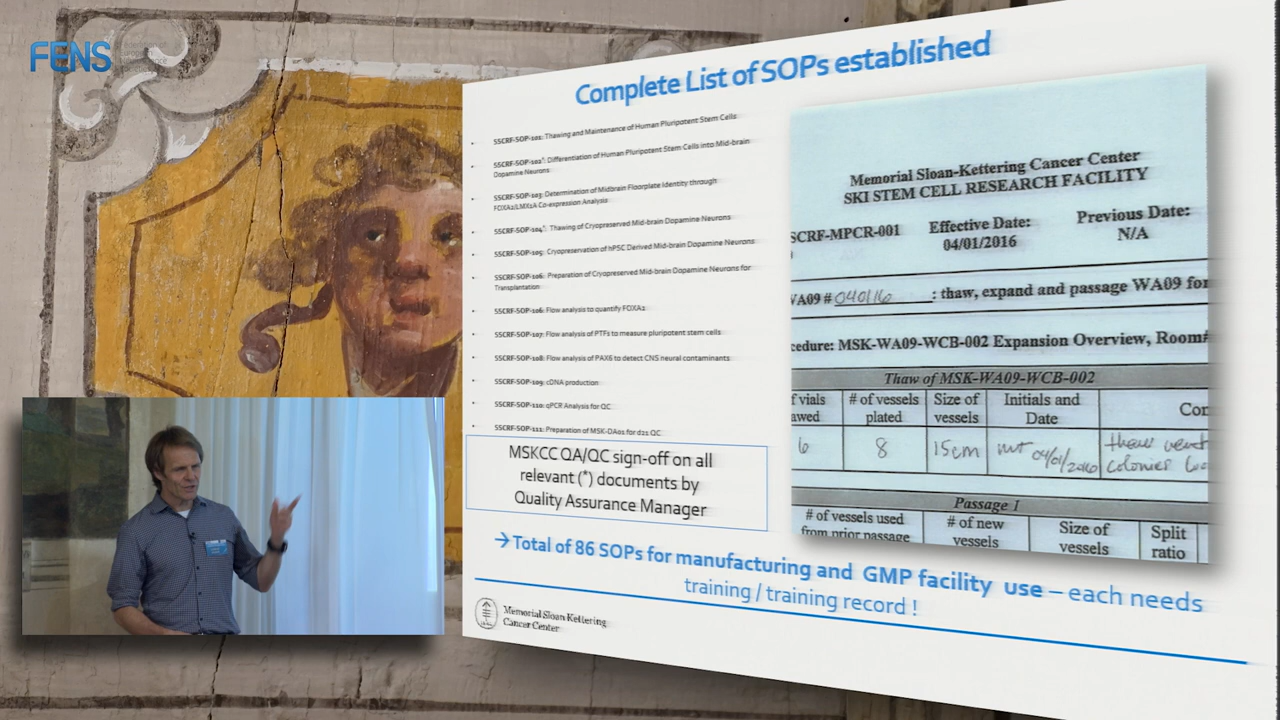 FENS
Complete List of SOPs established
SSCRF-SOP-101: Thawing and Maintenance of Human Pluripotent Stem Cells
SSCRF-SOP-102*: Differentiation of Human Pluripotent Stem Cells into Mid-brain
Dopamine Neurons
SSCRF-SOP-103: Determination of Midbrain Floorplate Identity through
FOXA2/LMX1A Co-expression Analysis
SSCRF-SOP-104*: Thawing of Cryopreserved Mid-brain Dopamine Neurons
SSCRF-SOP-105: Cryopreservation of hPSC Derived Mid-brain Dopamine Neurons
SSCRF-SOP-106: Preparation of Cryopreserved Mid-brain Dopamine Neurons for
Transplantation
SSCRF-SOP-106: Flow analysis to quantify FOXA2
SSCRF-SOP-107: Flow analysis of PTFs to measure pluripotent stem cells
SSCRF-SOP-108: Flow analysis of PAX6 to detect CNS neural contaminants
SSCRF-SOP-109: cDNA production
SSCRF-SOP-110: qPCR Analysis for QC
SSCRF-SOP-111: Preparation of MSK-DA01 for d21 QC
MSKCC QA/QC sign-off on all
relevant (*) documents by
Quality Assurance Manager
→Total of 86 SOPs for manufacturing and GMP facility use – each needs
training / training record !
Memorial Sloan Kettering
Cancer Center
Memorial Sloan-Kettering Cancer Center
SKI STEM CELL RESEARCH FACILITY
SCRF-MPCR-001
Effective Date:
04/01/2016
Previous Date:
N/A
WA09 # 040116 : thaw, expand and passage WA09 for
cedure: MSK-WA09-WCB-002 Expansion Overview, Room#
Thaw of MSK-WA09-WCB-002
f vials
awed
# of vessels
plated
Size of
vessels
Initials and
Date
Con
6
8
15cm
04/01/2016
thaw
colonies
Passage 1
# of vessels used
from prior passage
# of new
vessels
Size of
vessels
Split
ratio